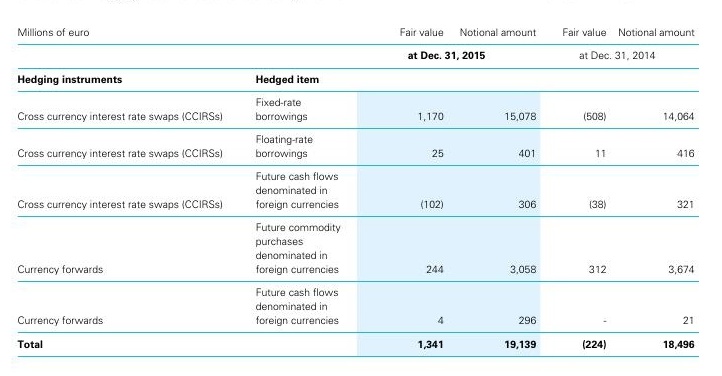 Millions of euro Fair value Notional amount Fair value Notional amount
at Dec. 31, 2015 at Dec. 31, 2014
Hedging instruments Hedged item
Fixed-rate
Cross currency interest rate swaps (CCIRSs) borrowings 1,170 15,078 (508) 14,064
Floating-rate
Cross currency interest rate swaps (CCIRSs) borrowings 25 401 11 416
Future cash flows
denominated in
Cross currency interest rate swaps (CCIRSs) foreign currencies (102) 306 (38) 321
Future commodity
purchases
denominated in
Currency forwards foreign currencies 244 3,058 312 3,674
Future cash flows
denominated in
Currency forwards foreign currencies 4 296 - 21
Total 1,341 19,139 (224) 18,496